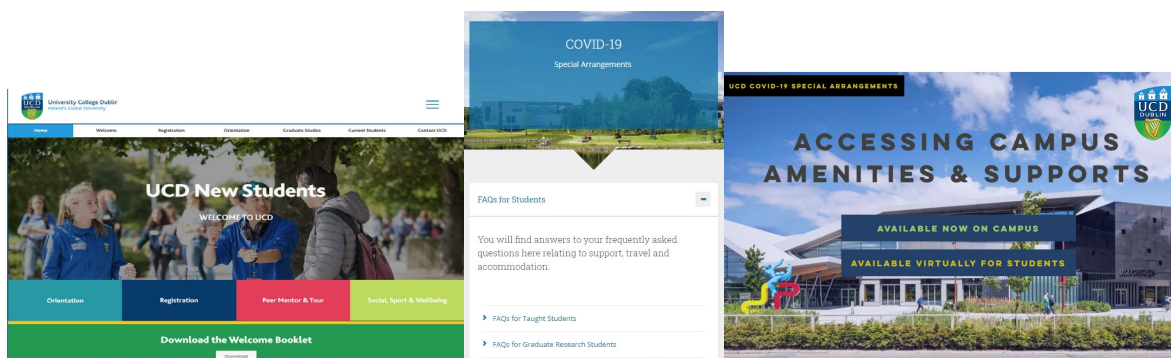 UCD
DUBLIN
University College Dublin
Ireland's Global University
Home
Welcome
Registration
Orientation
Graduate Studies
Current Students
Contact UCD
UCD New Students
WELCOME TO UCD
Orientation
Registration
Peer Mentor & Tour
Social, Sport & Wellbeing
Download the Welcome Booklet
Download
COVID-19
Special Arrangements
FAQs for Students
You will find answers to your frequently asked
questions here relating to support, travel and
accommodation.
FAQs for Taught Students
FAQs for Graduate Research Students
UCD COVID-19 SPECIAL ARRANGEMENTS
UCD
DUBLIN
ACCESSING CAMPUS
AMENITIES & SUPPORTS
AVAILABLE NOW ON CAMPUS
AVAILABLE VIRTUALLY FOR STUDENTS